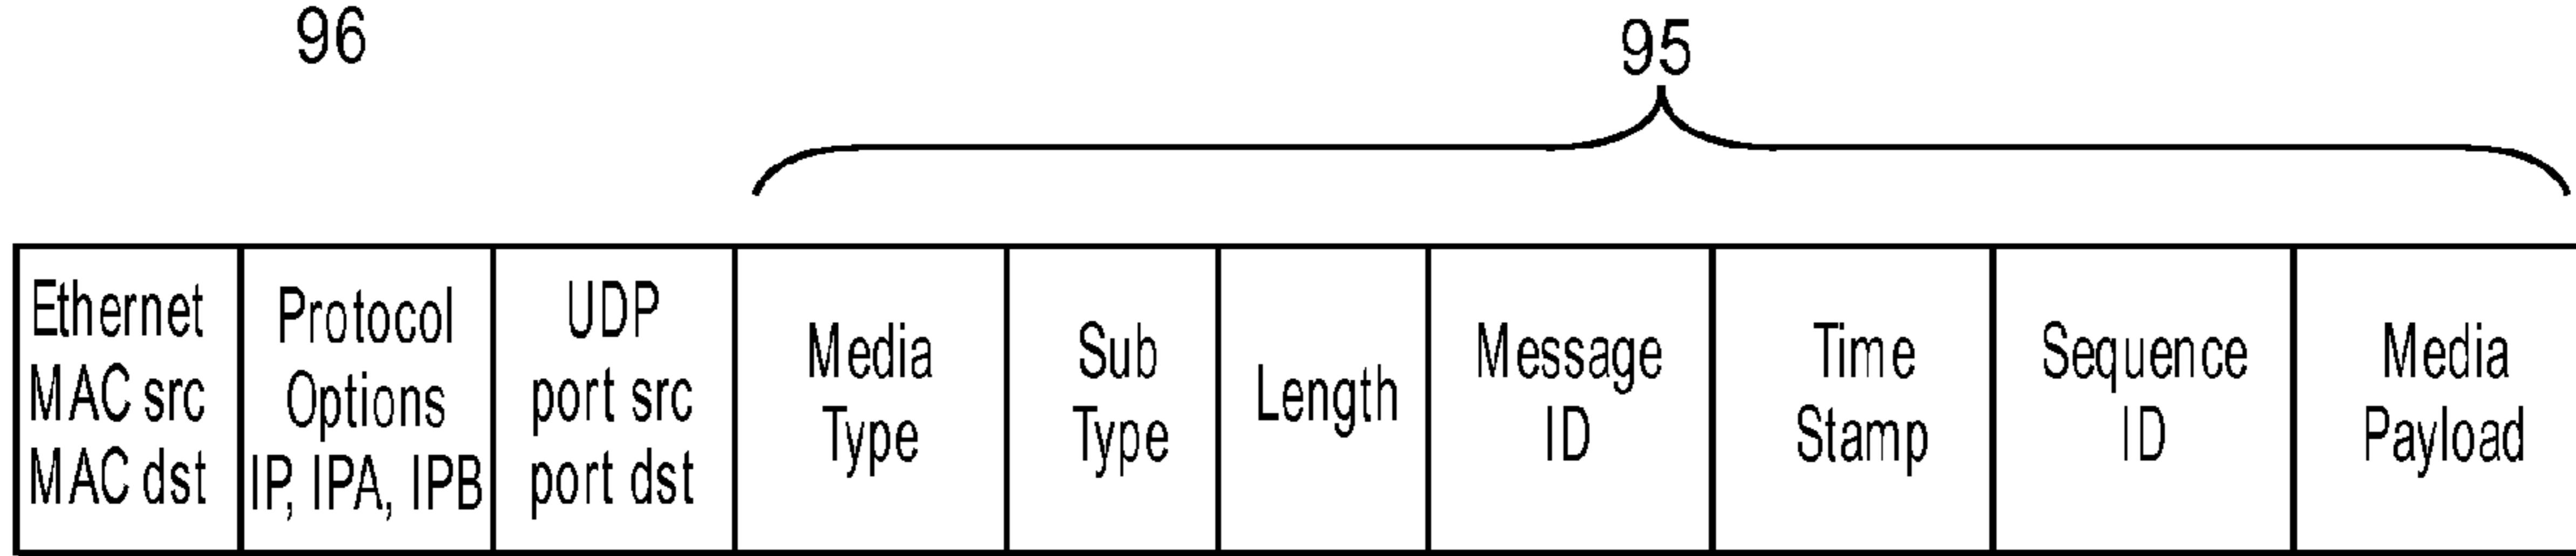 96
95
Ethernet
MAC src
MAC dst
Protocol
Options
IP, IPA, IPB
UDP
port src
port dst
Media
Type
Sub
Type
Length
Message
ID
Time
Stamp
Sequence
ID
Media
Payload